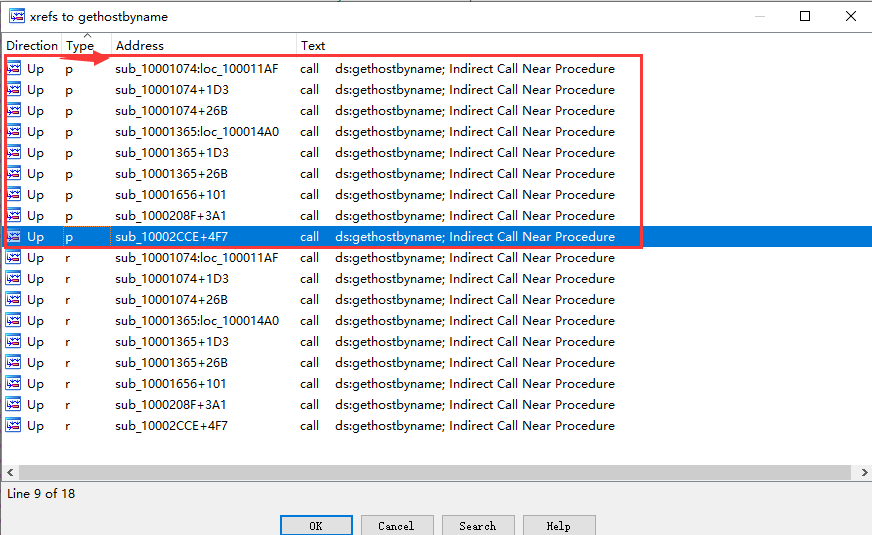 xrefs to gethostbyname
Direction Type Address Text
Up p sub_10001074:loc_100011AF call ds:gethostbyname; Indirect Call Near Procedure
Up p sub_10001074+1D3 call ds:gethostbyname; Indirect Call Near Procedure
Up p sub_10001074+26B call ds:gethostbyname; Indirect Call Near Procedure
Up p sub_10001365:loc_100014A0 call ds:gethostbyname; Indirect Call Near Procedure
Up p sub_10001365+1D3 call ds:gethostbyname; Indirect Call Near Procedure
Up p sub_10001365+26B call ds:gethostbyname; Indirect Call Near Procedure
Up p sub_10001656+101 call ds:gethostbyname; Indirect Call Near Procedure
Up p sub_1000208F+3A1 call ds:gethostbyname; Indirect Call Near Procedure
Up p sub_10002CCE+4F7 call ds:gethostbyname; Indirect Call Near Procedure
Up r sub_10001074:loc_100011AF call ds:gethostbyname; Indirect Call Near Procedure
Up r sub_10001074+1D3 call ds:gethostbyname; Indirect Call Near Procedure
Up r sub_10001074+26B call ds:gethostbyname; Indirect Call Near Procedure
Up r sub_10001365:loc_100014A0 call ds:gethostbyname; Indirect Call Near Procedure
Up r sub_10001365+1D3 call ds:gethostbyname; Indirect Call Near Procedure
Up r sub_10001365+26B call ds:gethostbyname; Indirect Call Near Procedure
Up r sub_10001656+101 call ds:gethostbyname; Indirect Call Near Procedure
Up r sub_1000208F+3A1 call ds:gethostbyname; Indirect Call Near Procedure
Up r sub_10002CCE+4F7 call ds:gethostbyname; Indirect Call Near Procedure
Line 9 of 18
OK Cancel Search Help